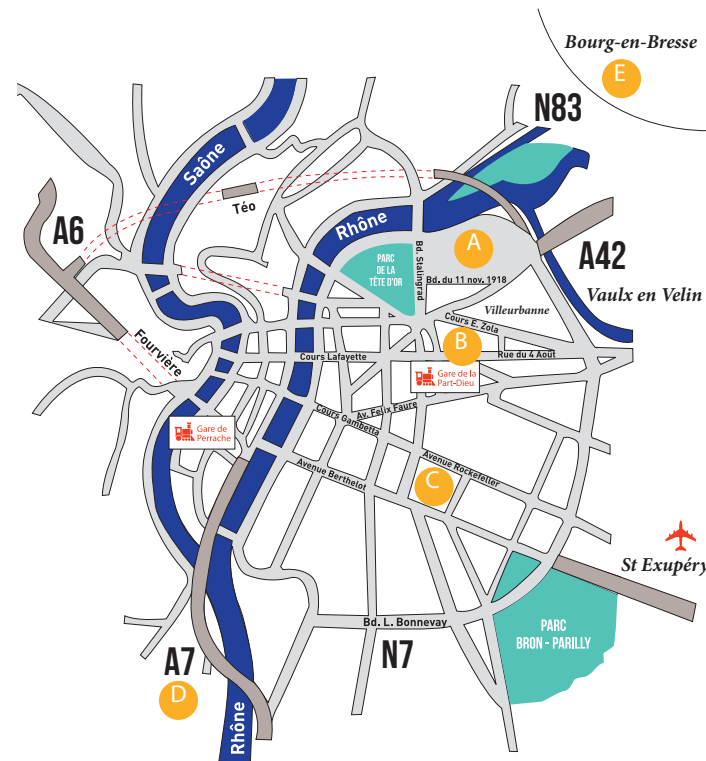 Bourg-en-Bresse
E
N83
Saône
Téo
A6
Rhône
A
A42
PARC
DE LA
TÊTE D'OR
Bd. Stalingrad
Bd. du 11 nov. 1918
Vaulx en Velin
Villeurbanne
Cours E. Zola
B
Fourvière
Cours Lafayette
Rue du 4 Août
Gare de la
Part-Dieu
Av. Felix Faure
Cours Gambetta
Gare de
Perrache
Avenue Rockefeller
Avenue Berthelot
C
St Exupéry
Bd. L. Bonnevay
PARC
BRON - PARILLY
A7
N7
D
Rhône